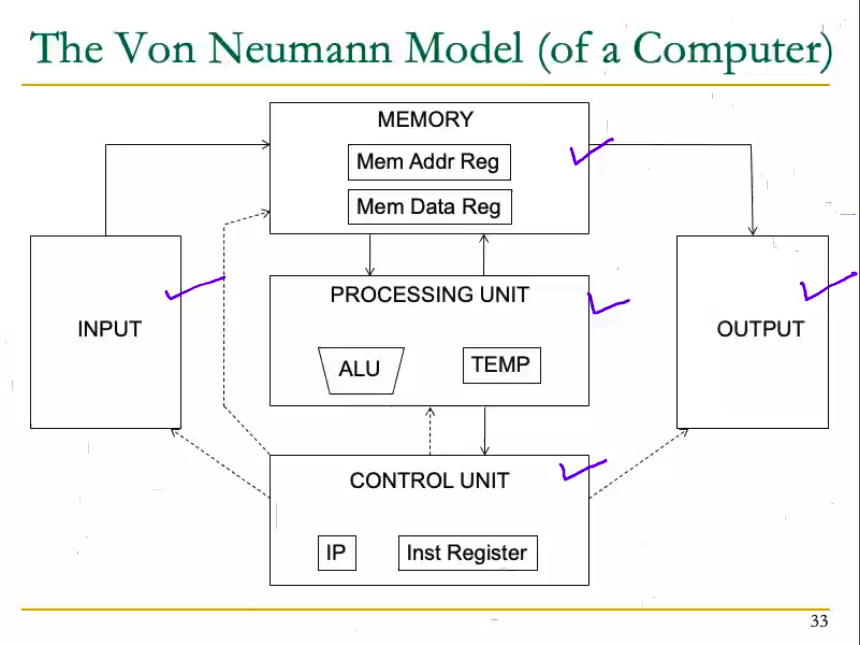 The Von Neumann Model (of a Computer)
MEMORY
Mem Addr Reg
Mem Data Reg
PROCESSING UNIT
INPUT
OUTPUT
ALU
TEMP
CONTROL UNIT
IP
Inst Register
33